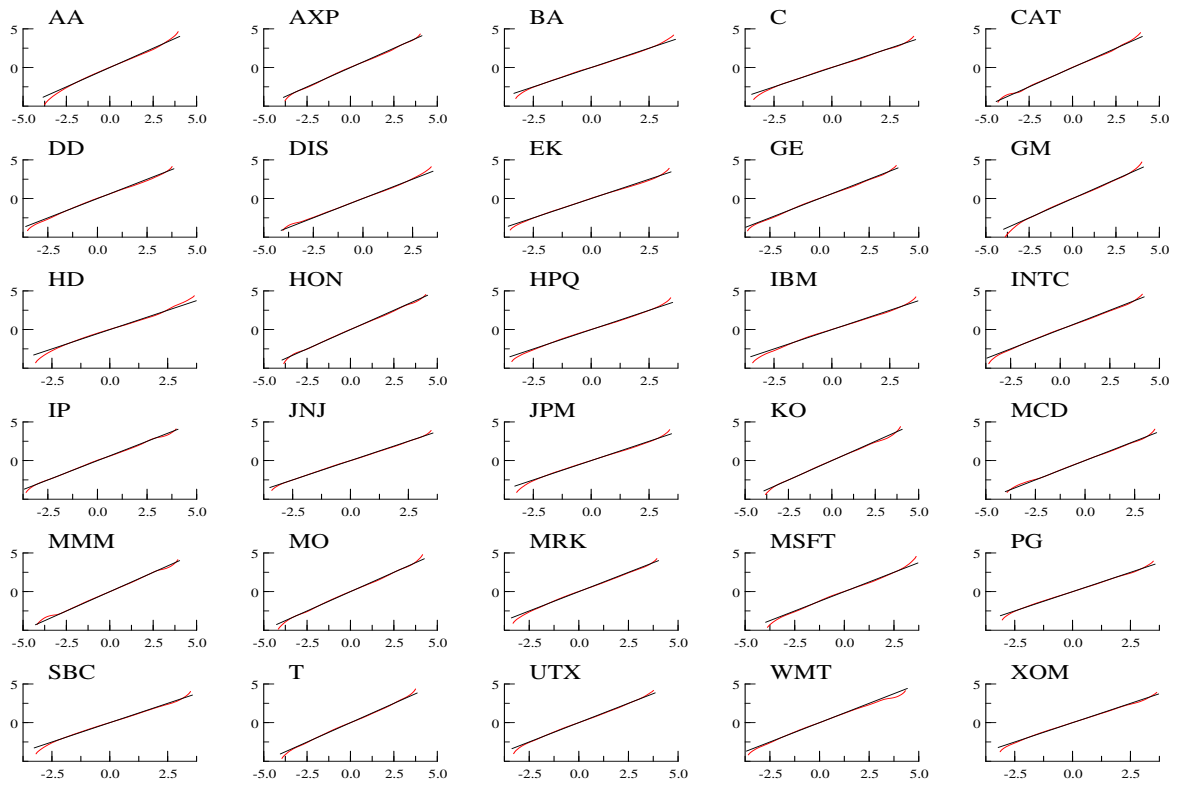 AA AXP BA C CAT
5 5 5 5 5
0 0 0 0 0
-5.0 -2.5 0.0 2.5 5.0 -5.0 -2.5 0.0 2.5 5.0 -2.5 0.0 2.5 -2.5 0.0 2.5 -5.0 -2.5 0.0 2.5 5.0
DD DIS EK GE GM
5 5 5 5 5
0 0 0 0 0
-2.5 0.0 2.5 5.0 -5.0 -2.5 0.0 2.5 5.0 -2.5 0.0 2.5 -2.5 0.0 2.5 5.0 -5.0 -2.5 0.0 2.5 5.0
HD HON HPQ IBM INTC
5 5 5 5 5
0 0 0 0 0
-2.5 0.0 2.5 -5.0 -2.5 0.0 2.5 5.0 -2.5 0.0 2.5 -2.5 0.0 2.5 -2.5 0.0 2.5 5.0
IP JNJ JPM KO MCD
5 5 5 5 5
0 0 0 0 0
-2.5 0.0 2.5 5.0 -2.5 0.0 2.5 -2.5 0.0 2.5 -5.0 -2.5 0.0 2.5 5.0 -5.0 -2.5 0.0 2.5
MMM MO MRK MSFT PG
5 5 5 5 5
0 0 0 0 0
-5.0 -2.5 0.0 2.5 5.0 -5.0 -2.5 0.0 2.5 5.0 -2.5 0.0 2.5 5.0 -5.0 -2.5 0.0 2.5 -2.5 0.0 2.5
SBC T UTX WMT XOM
5 5 5 5 5
0 0 0 0 0
-2.5 0.0 2.5 -5.0 -2.5 0.0 2.5 5.0 -2.5 0.0 2.5 5.0 -2.5 0.0 2.5 5.0 -2.5 0.0 2.5